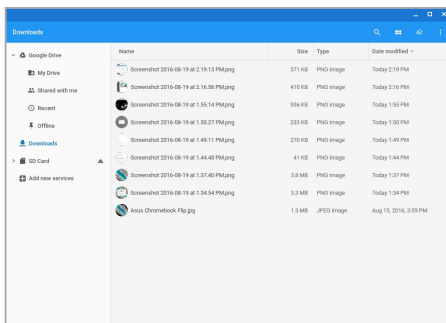 Downloads
Google Drive
My Drive
Shared with me
Recent
Offline
Downloads
SD Card
Add new services
Name Size Type Date modified
Screenshot 2016-08-19 at 2.19.13 PM.png 371 KB PNG image Today 2:19 PM
Screenshot 2016-08-19 at 2.16.56 PM.png 410 KB PNG image Today 2:16 PM
Screenshot 2016-08-19 at 1.55.14 PM.png 936 KB PNG image Today 1:55 PM
Screenshot 2016-08-19 at 1.50.27 PM.png 233 KB PNG image Today 1:50 PM
Screenshot 2016-08-19 at 1.49.11 PM.png 270 KB PNG image Today 1:49 PM
Screenshot 2016-08-19 at 1.44.48 PM.png 41 KB PNG image Today 1:44 PM
Screenshot 2016-08-19 at 1.37.40 PM.png 3.8 MB PNG image Today 1:37 PM
Screenshot 2016-08-19 at 1.34.54 PM.png 3.3 MB PNG image Today 1:34 PM
Asus Chromebook Flip.jpg 1.3 MB JPEG image Aug 15, 2016, 3:59 PM